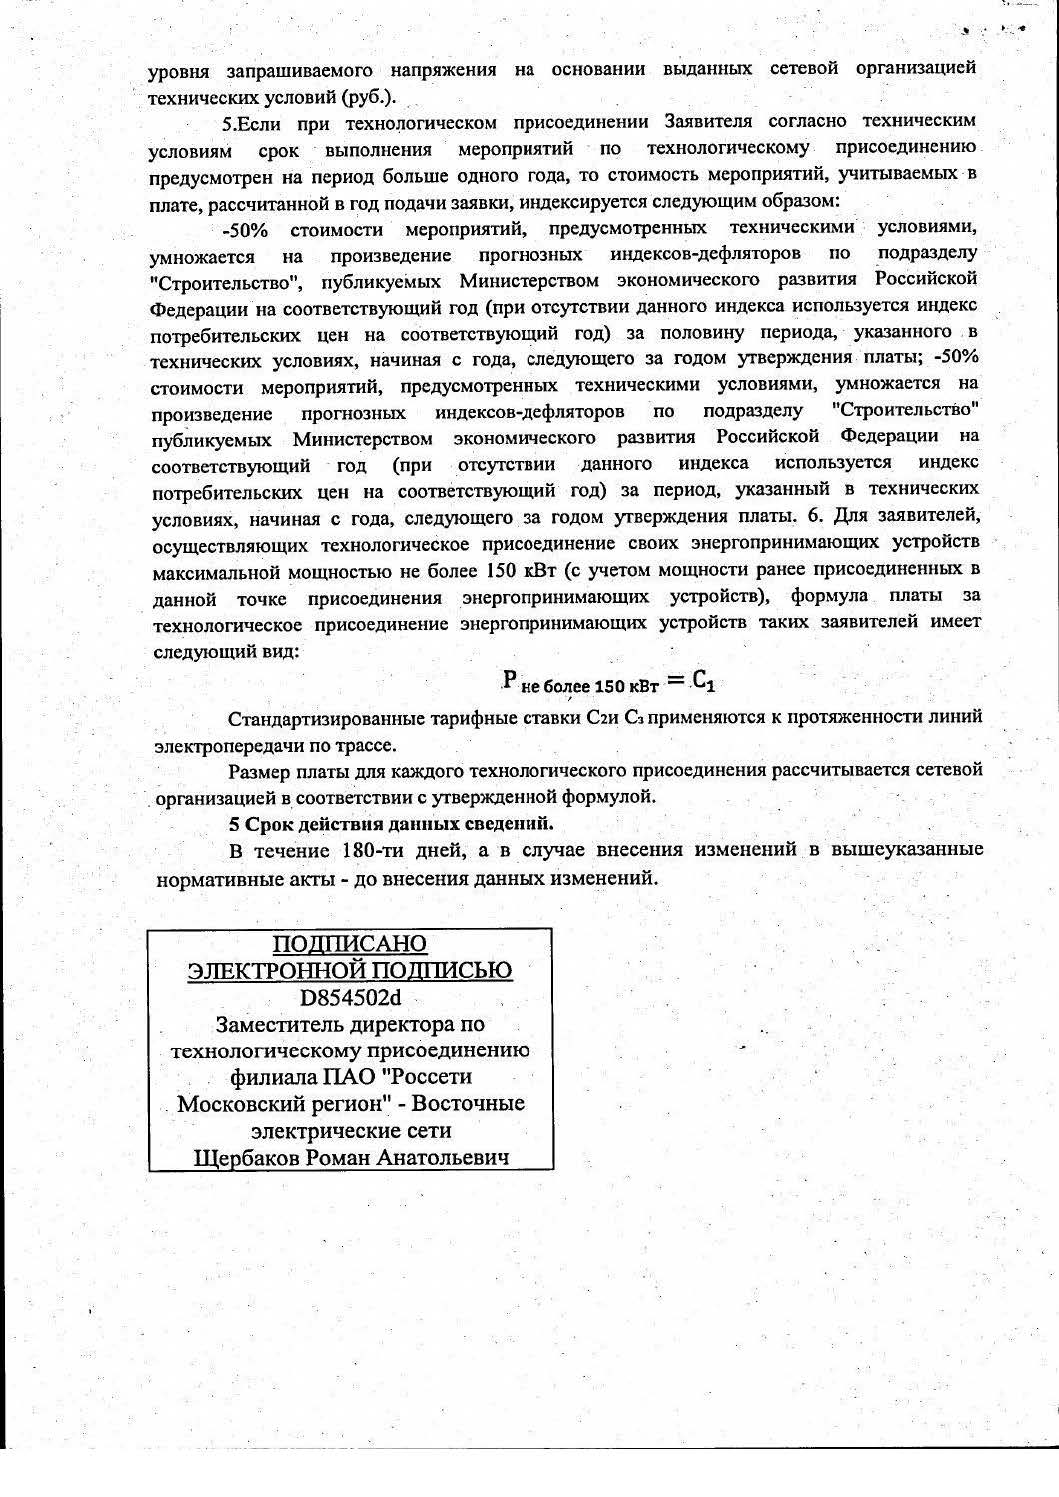 уровня запрашиваемого напряжения на основании выданных сетевой организацией
технических условий (руб.).
5.Если при технологическом присоединении Заявителя согласно техническим
условиям срок выполнения мероприятий по технологическому присоединению
предусмотрен на период больше одного года, то стоимость мероприятий, учитываемых в
плате, рассчитанной в год подачи заявки, индексируется следующим образом:
-50% стоимости мероприятий, предусмотренных техническими условиями,
умножается на произведение прогнозных индексов-дефляторов по подразделу
"Строительство", публикуемых Министерством экономического развития Российской
Федерации на соответствующий год (при отсутствии данного индекса используется индекс
потребительских цен на соответствующий год) за половину периода, указанного в
технических условиях, начиная с года, следующего за годом утверждения платы; -50%
стоимости мероприятий, предусмотренных техническими условиями, умножается на
произведение прогнозных индексов-дефляторов по подразделу "Строительство"
публикуемых Министерством экономического развития Российской Федерации на
соответствующий год (при отсутствии данного индекса используется индекс
потребительских цен на соответствующий год) за период, указанный в технических
условиях, начиная с года, следующего за годом утверждения платы. 6. Для заявителей,
осуществляющих технологическое присоединение своих энергопринимающих устройств
максимальной мощностью не более 150 кВт (с учетом мощности ранее присоединенных в
данной точке присоединения энергопринимающих устройств), формула платы за
технологическое присоединение энергопринимающих устройств таких заявителей имеет
следующий вид:
P не более 150 кВт = C1
Стандартизированные тарифные ставки С2и С3 применяются к протяженности линий
электропередачи по трассе.
Размер платы для каждого технологического присоединения рассчитывается сетевой
организацией в соответствии с утвержденной формулой.
5 Срок действия данных сведений.
В течение 180-ти дней, а в случае внесения изменений в вышеуказанные
нормативные акты - до внесения данных изменений.
ПОДПИСАНО
ЭЛЕКТРОННОЙ ПОДПИСЬЮ
D854502d
Заместитель директора по
технологическому присоединению
филиала ПАО "Россети
Московский регион" - Восточные
электрические сети
Щербаков Роман Анатольевич